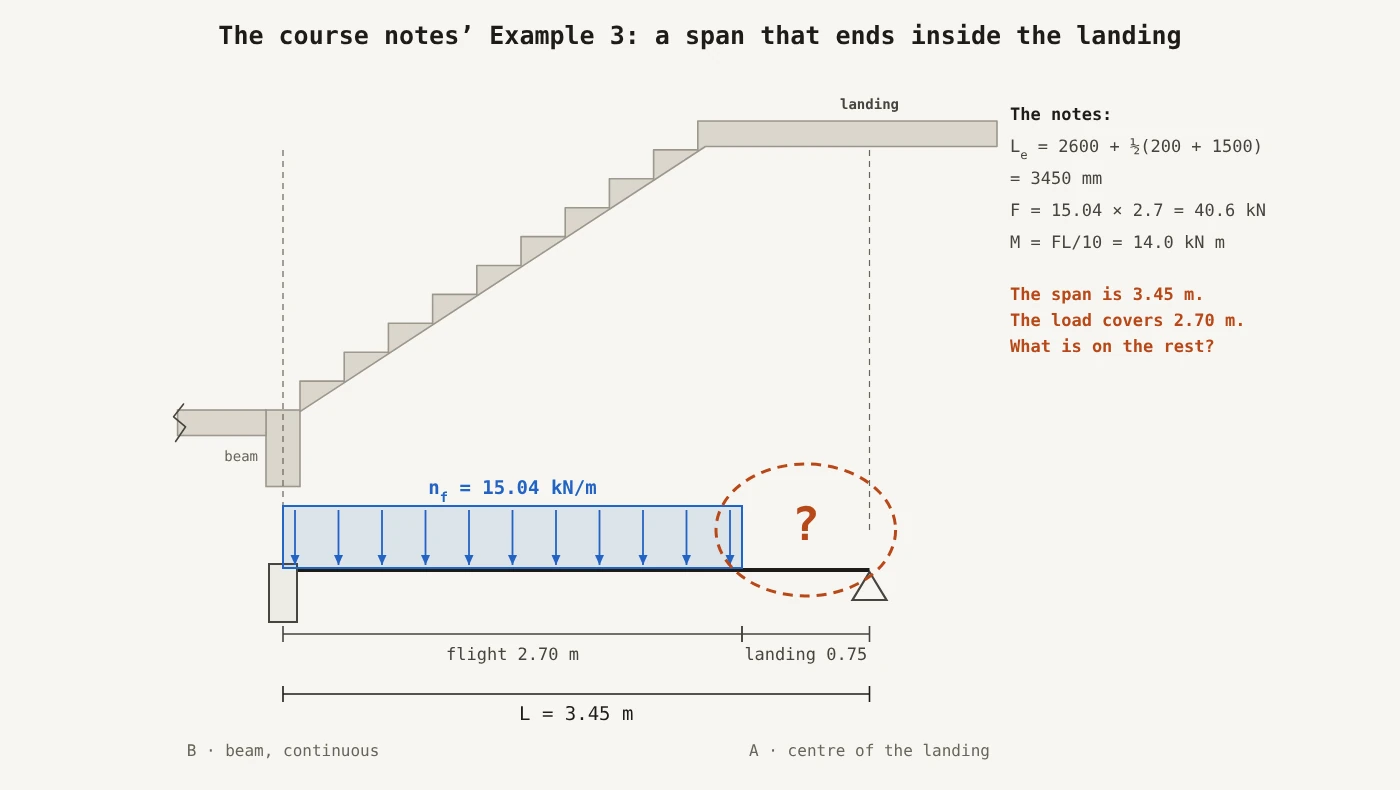 The course notes’ Example 3: a span that ends inside the landing
landing
The notes:
Le = 2600 + ½(200 + 1500)
= 3450 mm
F = 15.04 × 2.7 = 40.6 kN
M = FL/10 = 14.0 kN m
The span is 3.45 m.
The load covers 2.70 m.
What is on the rest?
beam
nf = 15.04 kN/m
?
flight 2.70 m
landing 0.75
L = 3.45 m
B · beam, continuous
A · centre of the landing